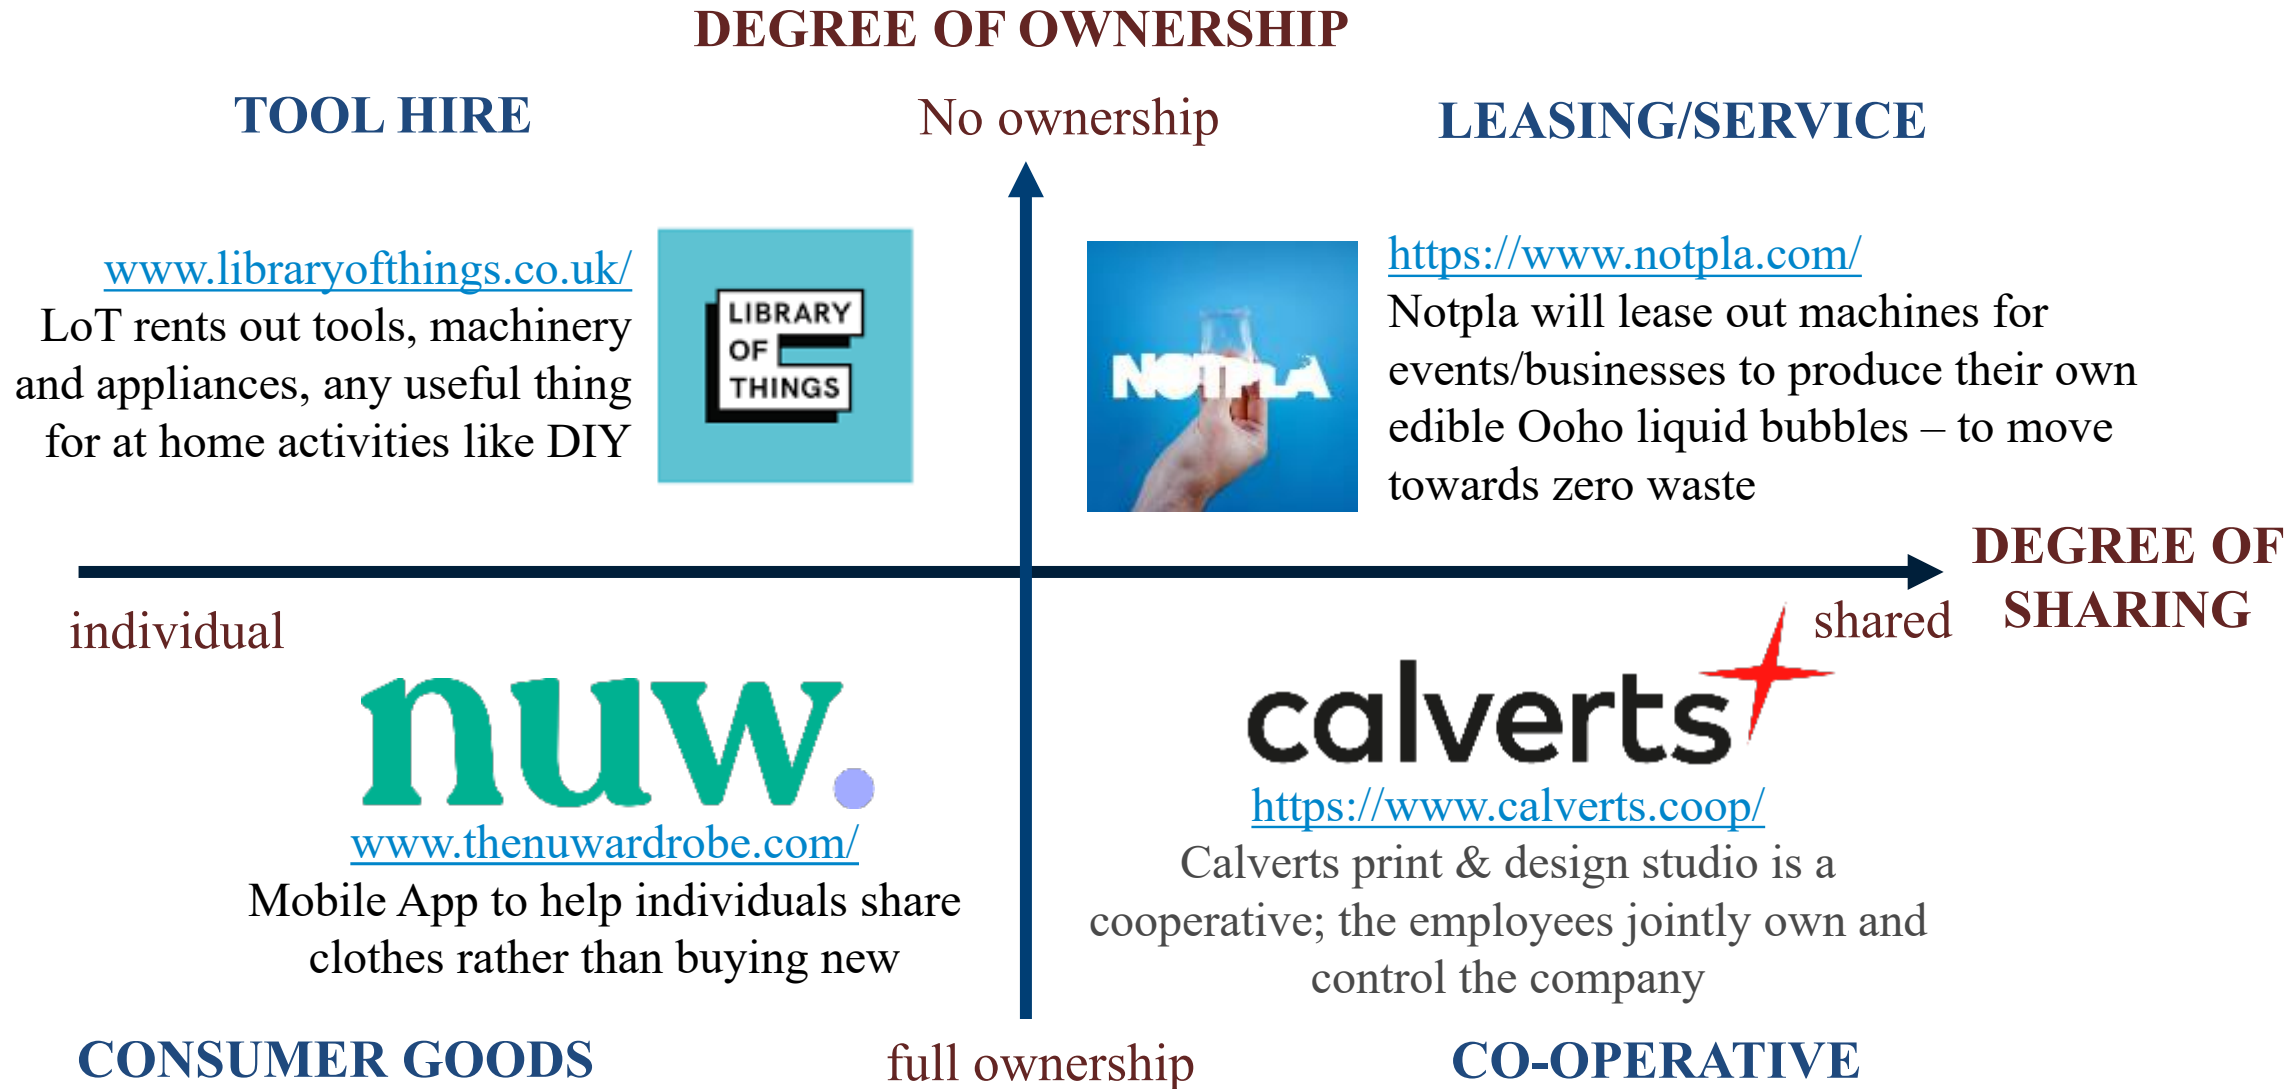 DEGREE OF OWNERSHIP
TOOL HIRE
No ownership
LEASING/SERVICE
www.libraryofthings.co.uk/
LoT rents out tools, machinery
and appliances, any useful thing
for at home activities like DIY
LIBRARY
OF
THINGS
NOTPLA
https://www.notpla.com/
Notpla will lease out machines for
events/businesses to produce their own
edible Ooho liquid bubbles – to move
towards zero waste
DEGREE OF
SHARING
individual
shared
nuw.
www.thenuwardrobe.com/
Mobile App to help individuals share
clothes rather than buying new
calverts
https://www.calverts.coop/
Calverts print & design studio is a
cooperative; the employees jointly own and
control the company
CONSUMER GOODS
full ownership
CO-OPERATIVE